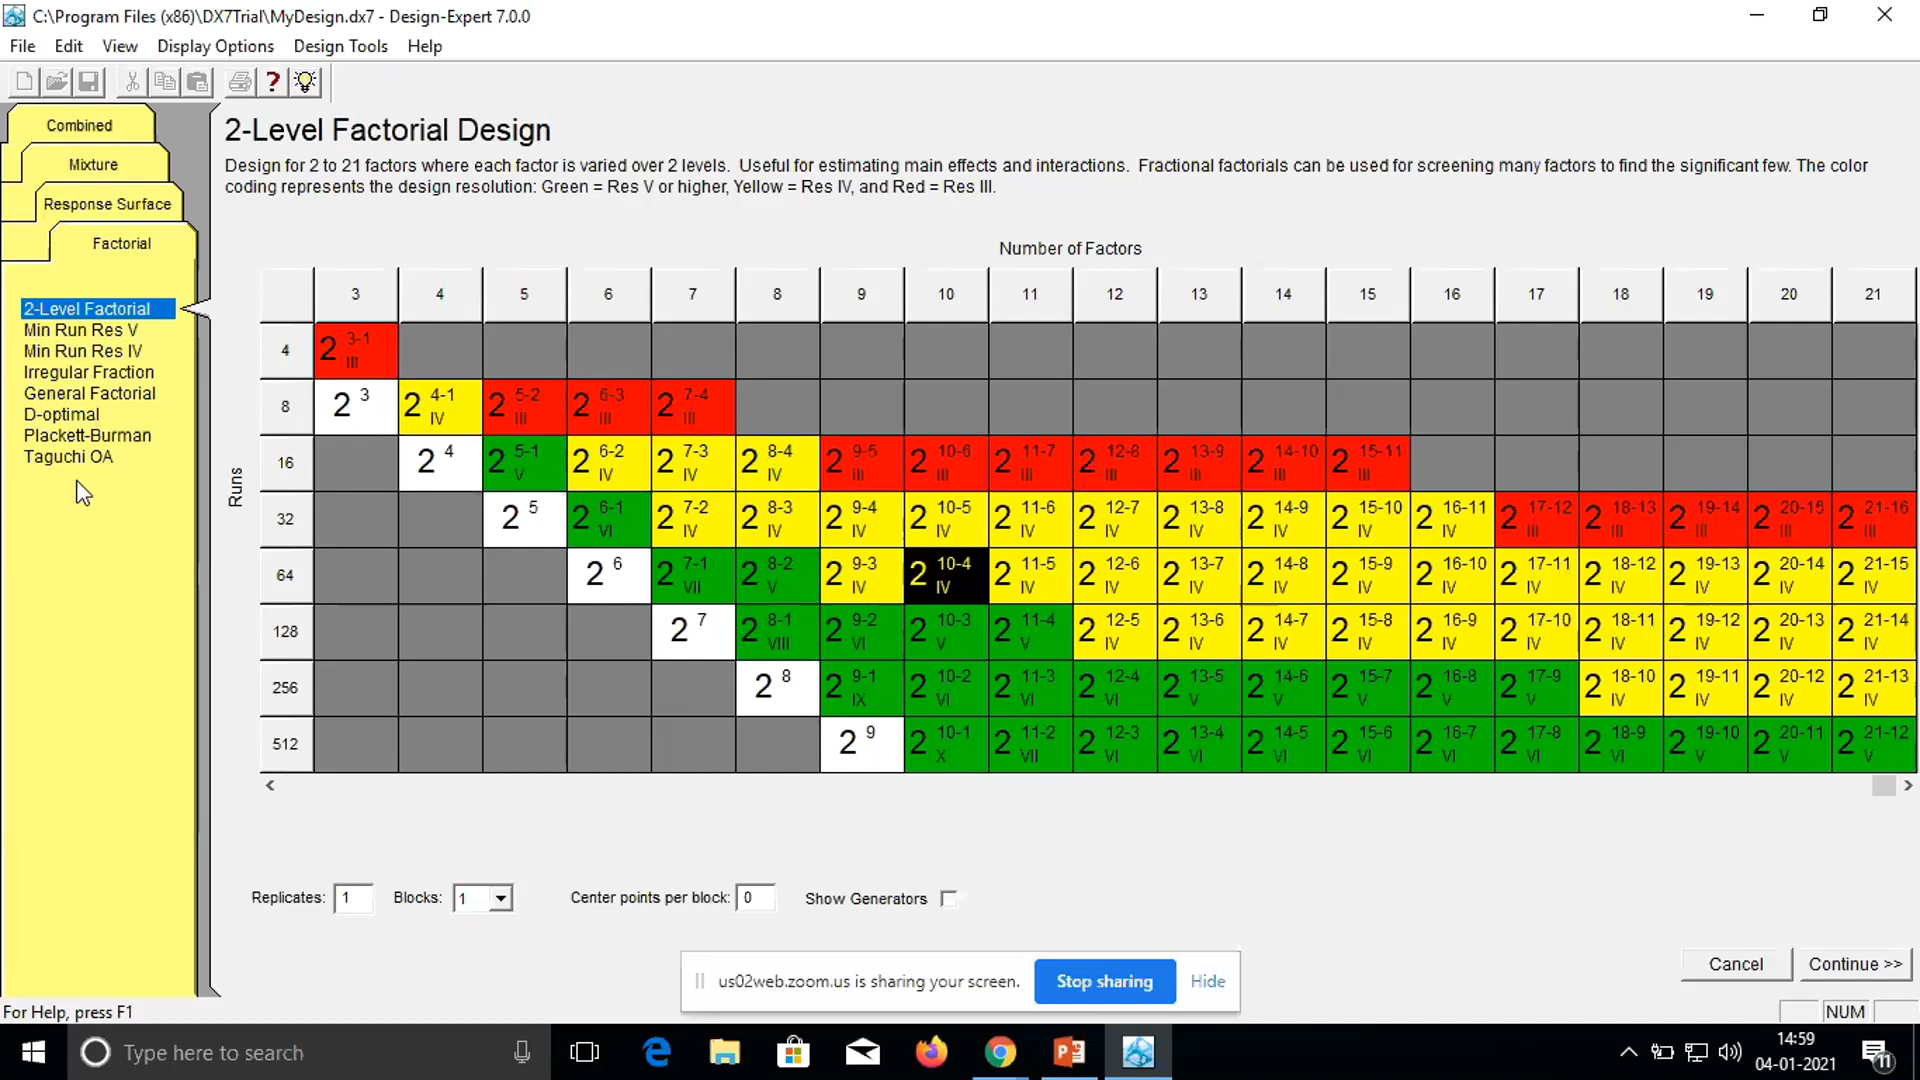 C:\Program Files (x86)\DX7Trial\MyDesign.dx7 - Design-Expert 7.0.0
File Edit View Display Options Design Tools Help
Combined
Mixture
Response Surface
Factorial
2-Level Factorial
Min Run Res V
Min Run Res IV
Irregular Fraction
General Factorial
D-optimal
Plackett-Burman
Taguchi OA
2-Level Factorial Design
Design for 2 to 21 factors where each factor is varied over 2 levels. Useful for estimating main effects and interactions. Fractional factorials can be used for screening many factors to find the significant few. The color
coding represents the design resolution: Green = Res V or higher, Yellow = Res IV, and Red = Res III.
Number of Factors
3 4 5 6 7 8 9 10 11 12 13 14 15 16 17 18 19 20 21
Runs
4 2 3-1 III
8 2 3 2 4-1 IV 2 5-2 III 2 6-3 III 2 7-4 III
16 2 4 2 5-1 V 2 6-2 IV 2 7-3 IV 2 8-4 IV 2 9-5 III 2 10-6 III 2 11-7 III 2 12-8 III 2 13-9 III 2 14-10 III 2 15-11 III
32 2 5 2 6-1 VI 2 7-2 IV 2 8-3 IV 2 9-4 IV 2 10-5 IV 2 11-6 IV 2 12-7 IV 2 13-8 IV 2 14-9 IV 2 15-10 IV 2 16-11 IV 2 17-12 III 2 18-13 III 2 19-14 III 2 20-15 III 2 21-16 III
64 2 6 2 7-1 VII 2 8-2 V 2 9-3 IV 2 10-4 IV 2 11-5 IV 2 12-6 IV 2 13-7 IV 2 14-8 IV 2 15-9 IV 2 16-10 IV 2 17-11 IV 2 18-12 IV 2 19-13 IV 2 20-14 IV 2 21-15 IV
128 2 7 2 8-1 VIII 2 9-2 VI 2 10-3 V 2 11-4 V 2 12-5 IV 2 13-6 IV 2 14-7 IV 2 15-8 IV 2 16-9 IV 2 17-10 IV 2 18-11 IV 2 19-12 IV 2 20-13 IV 2 21-14 IV
256 2 8 2 9-1 IX 2 10-2 VI 2 11-3 VI 2 12-4 VI 2 13-5 V 2 14-6 V 2 15-7 V 2 16-8 V 2 17-9 V 2 18-10 IV 2 19-11 IV 2 20-12 IV 2 21-13 IV
512 2 9 2 10-1 X 2 11-2 VII 2 12-3 VI 2 13-4 VI 2 14-5 VI 2 15-6 VI 2 16-7 VI 2 17-8 VI 2 18-9 VI 2 19-10 V 2 20-11 V 2 21-12 V
Replicates: 1 Blocks: 1 Center points per block: 0 Show Generators
us02web.zoom.us is sharing your screen. Stop sharing Hide
Cancel Continue >>
For Help, press F1
NUM
Type here to search
14:59
04-01-2021
11